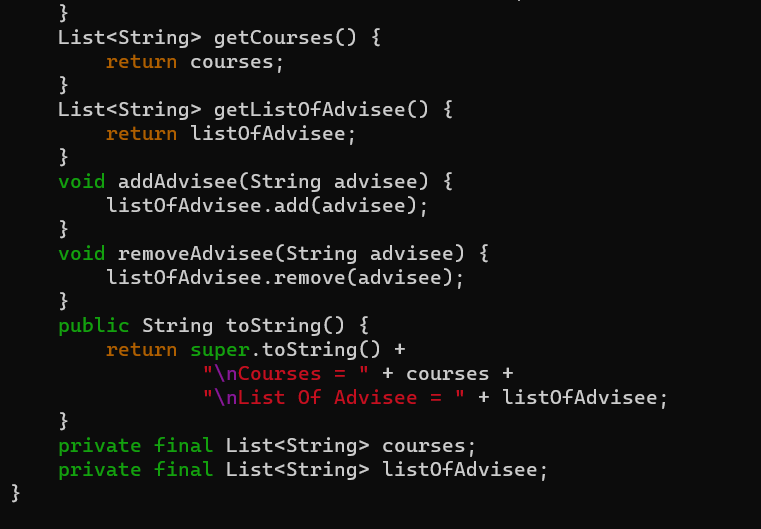 }
    List<String> getCourses() {
        return courses;
    }
    List<String> getListOfAdvisee() {
        return listOfAdvisee;
    }
    void addAdvisee(String advisee) {
        listOfAdvisee.add(advisee);
    }
    void removeAdvisee(String advisee) {
        listOfAdvisee.remove(advisee);
    }
    public String toString() {
        return super.toString() +
                "\nCourses = " + courses +
                "\nList Of Advisee = " + listOfAdvisee;
    }
    private final List<String> courses;
    private final List<String> listOfAdvisee;
}